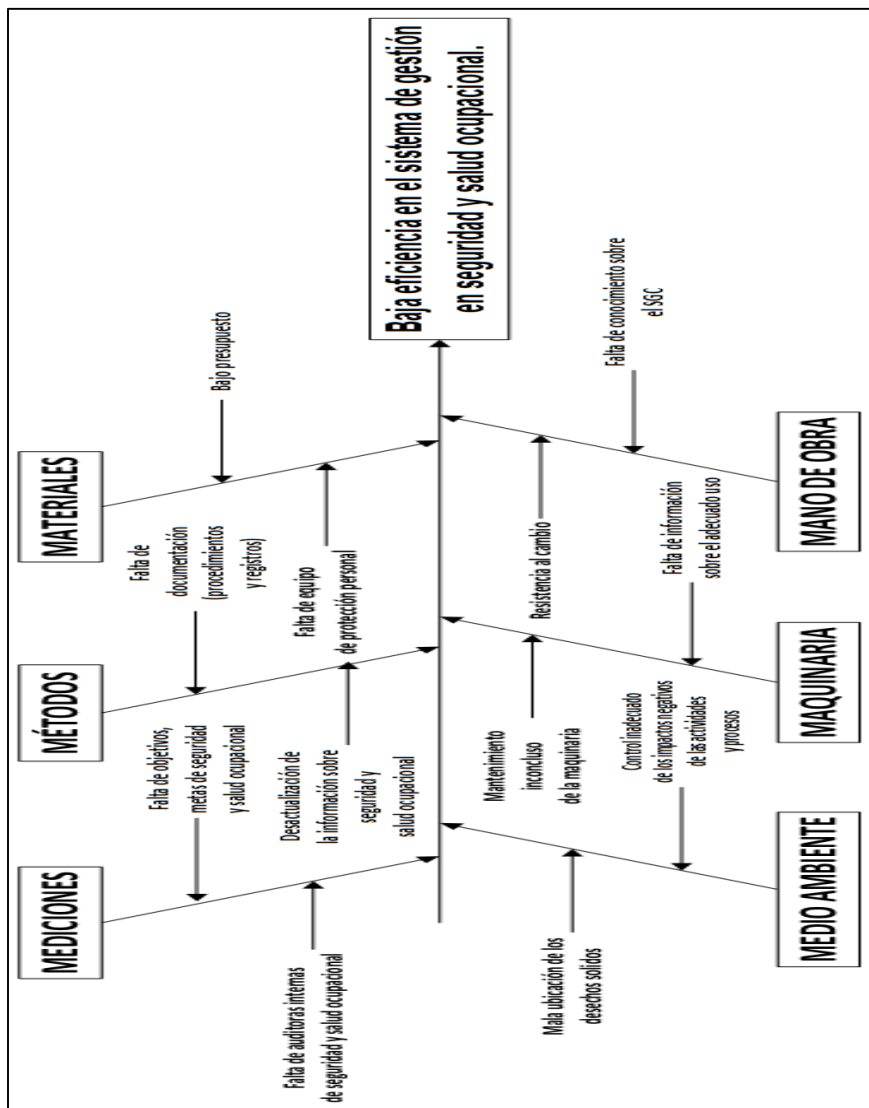 MEDICIONES
MÉTODOS
MATERIALES
Falta de objetivos,
metas de seguridad
y salud ocupacional
Falta de
documentación
(procedimientos
y registros)
Bajo presupuesto
Falta de auditoras internas
de seguridad y salud ocupacional
Desactualización de
la información sobre
seguridad y
salud ocupacional
Falta de equipo
de protección personal
Baja eficiencia en el sistema de gestión
en seguridad y salud ocupacional.
Mala ubicación de los
desechos solidos
Mantenimiento
inconcluso
de la maquinaria
Resistencia al cambio
Control inadecuado
de los impactos negativos
de las actividades
y procesos
Falta de información
sobre el adecuado uso
Falta de conocimiento sobre
el SGC
MEDIO AMBIENTE
MAQUINARIA
MANO DE OBRA